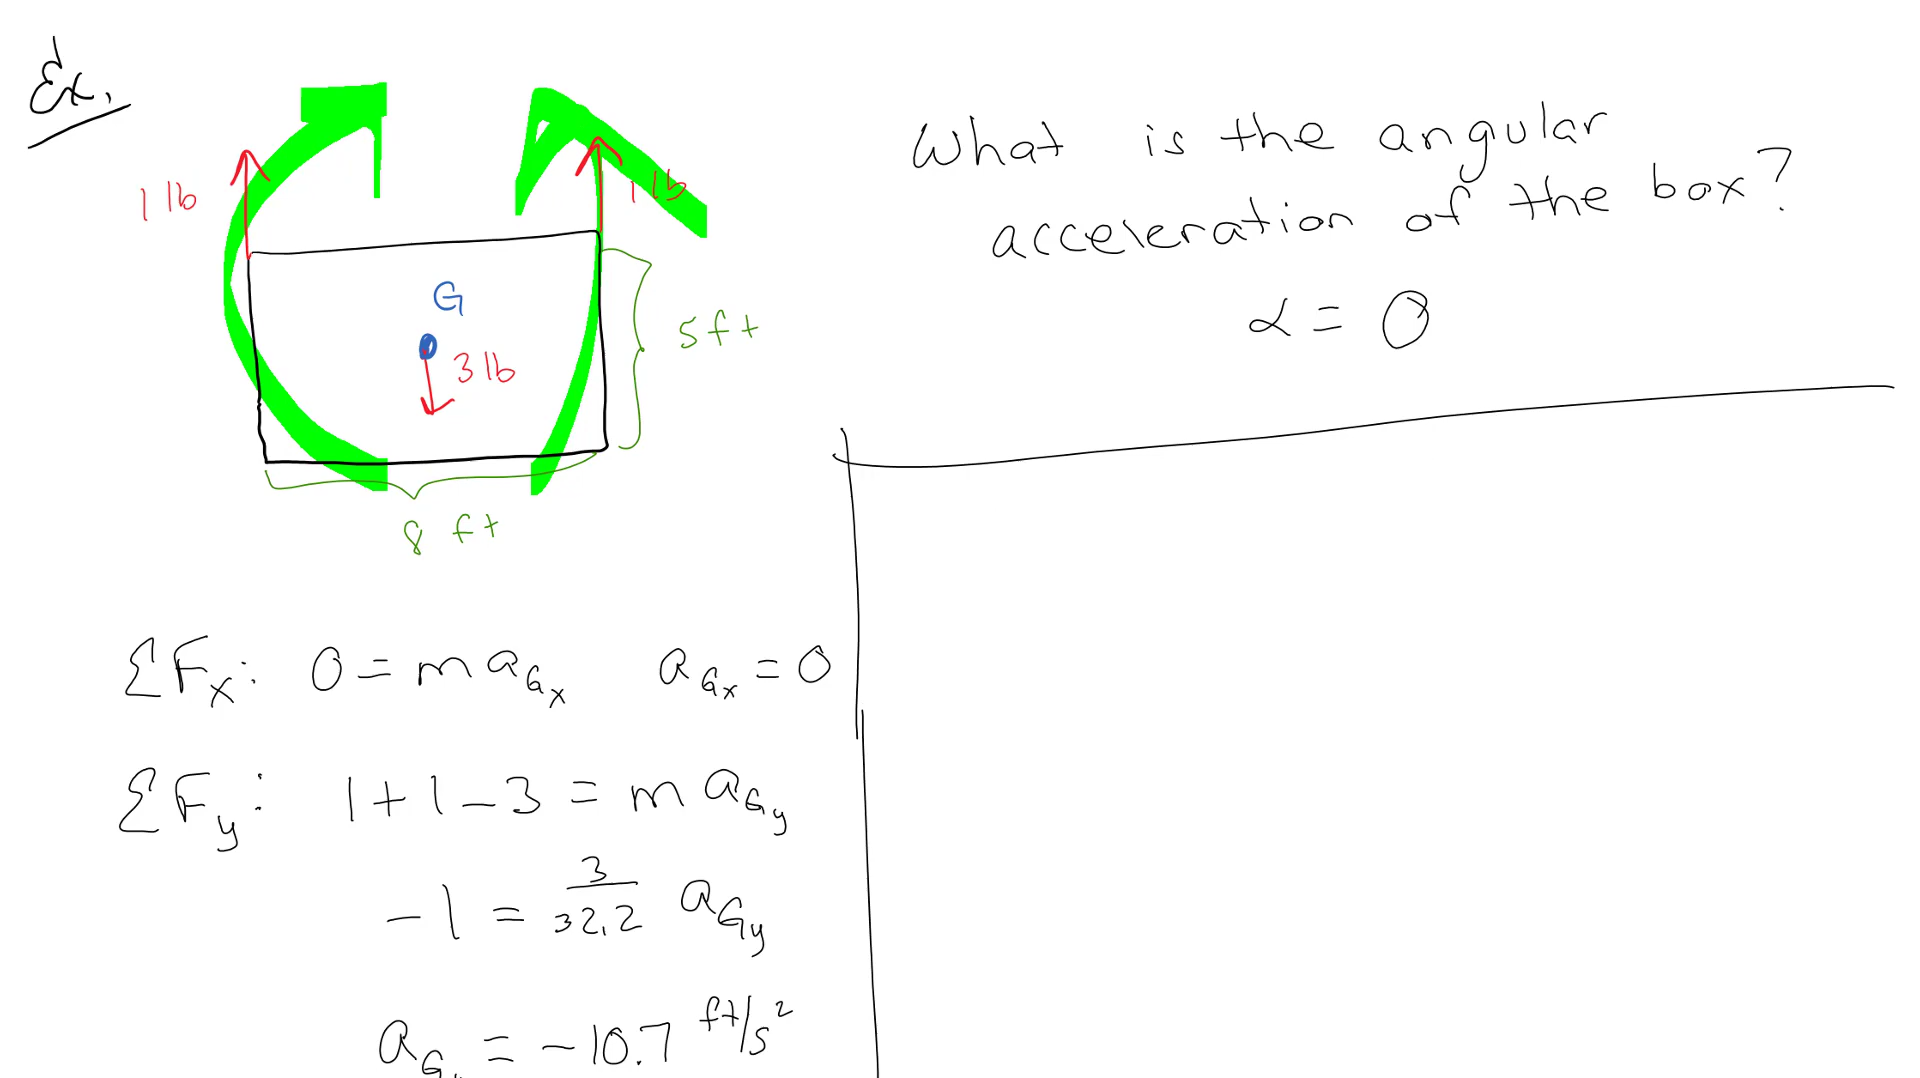 Ex.
What is the angular
acceleration of the box?
α = 0
1 lb
1 lb
G
3 lb
5 ft
8 ft
ΣFx: 0 = m aGx aGx = 0
ΣFy: 1 + 1 - 3 = m aGy
-1 = 3/32.2 aGy
aG = -10.7 ft/s²